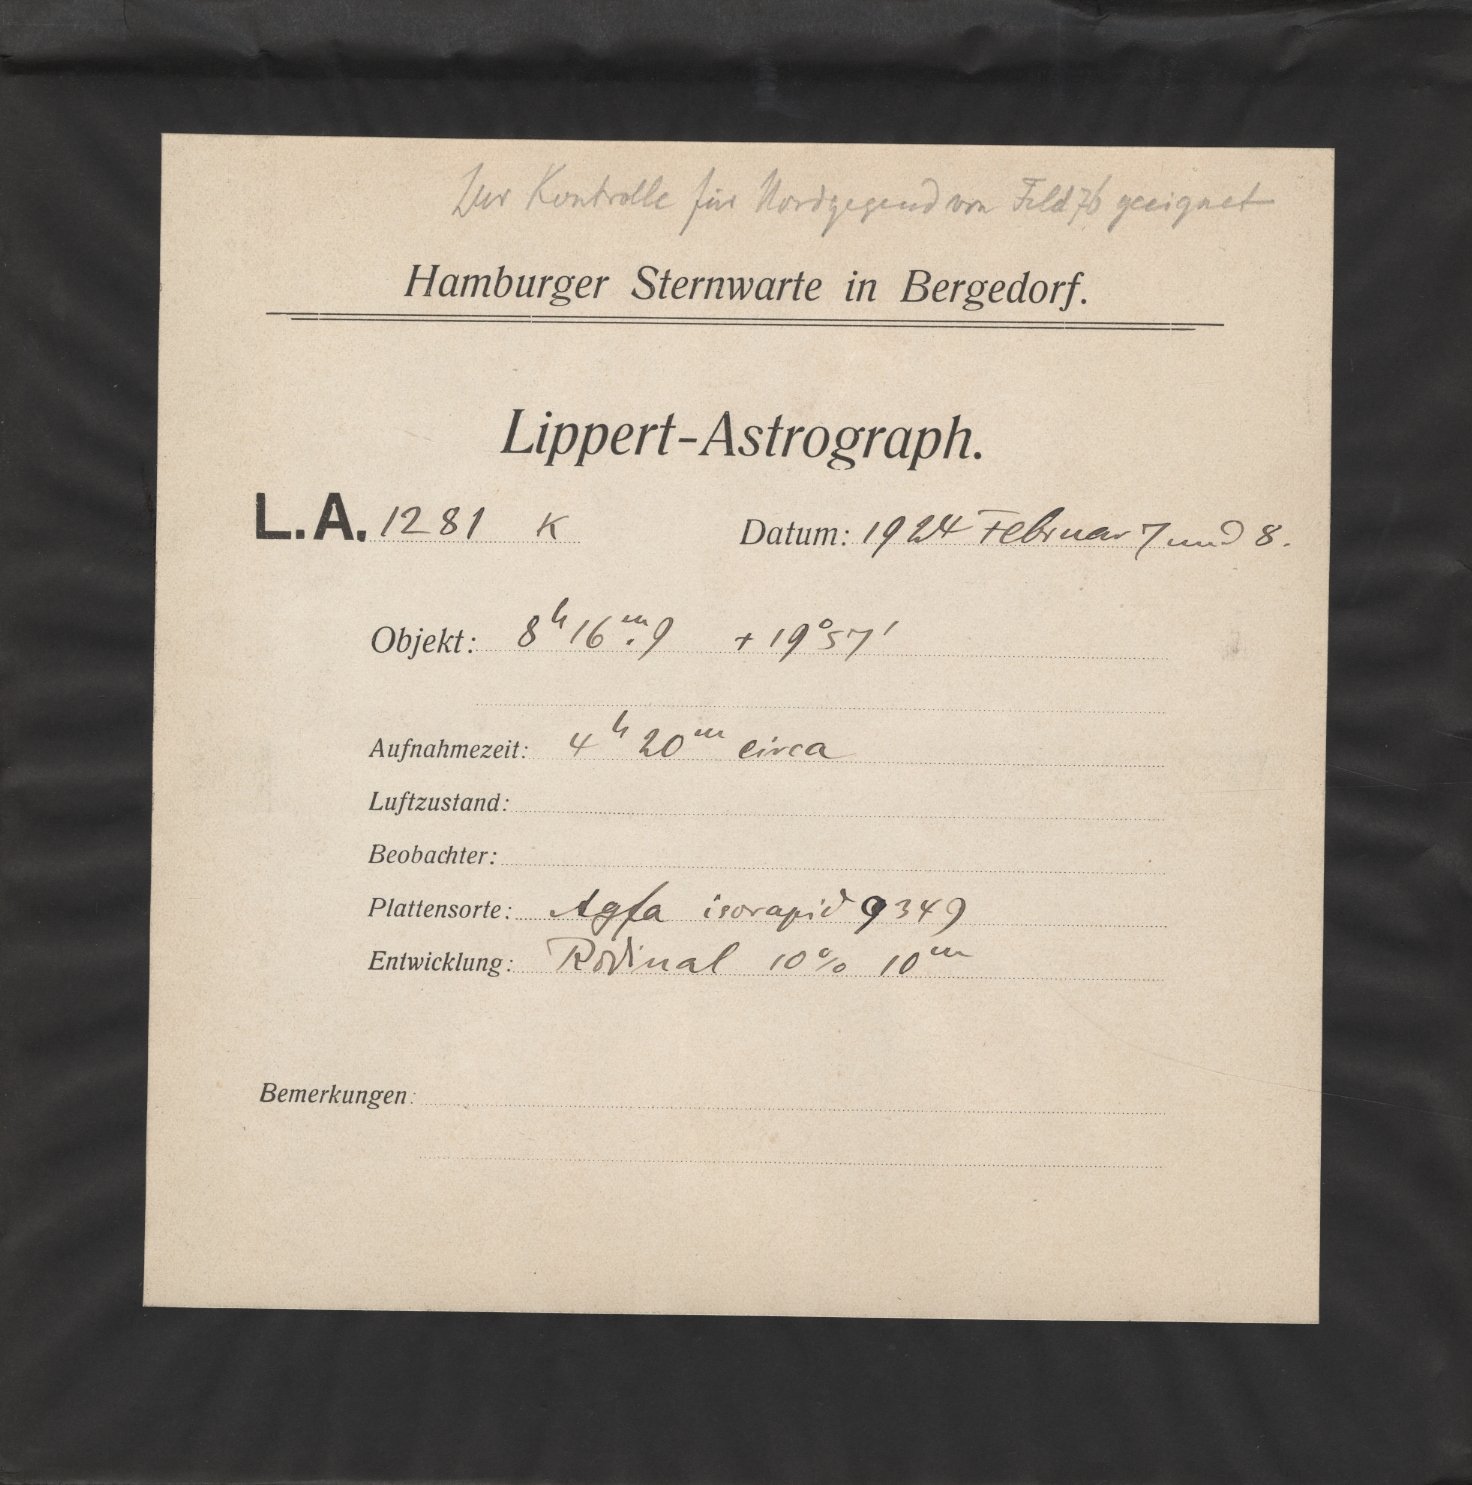 Zur Kontrolle für Nordgegend von Feld 76 geeignet
Hamburger Sternwarte in Bergedorf.
Lippert-Astrograph.
L.A. 1281 K Datum: 1924 Februar 7 und 8.
Objekt: 8h 16m.9 + 19° 57'
Aufnahmezeit: 4h 20m circa
Luftzustand:
Beobachter:
Plattensorte: Agfa isorapid 9349
Entwicklung: Rodinal 10% 10m
Bemerkungen: